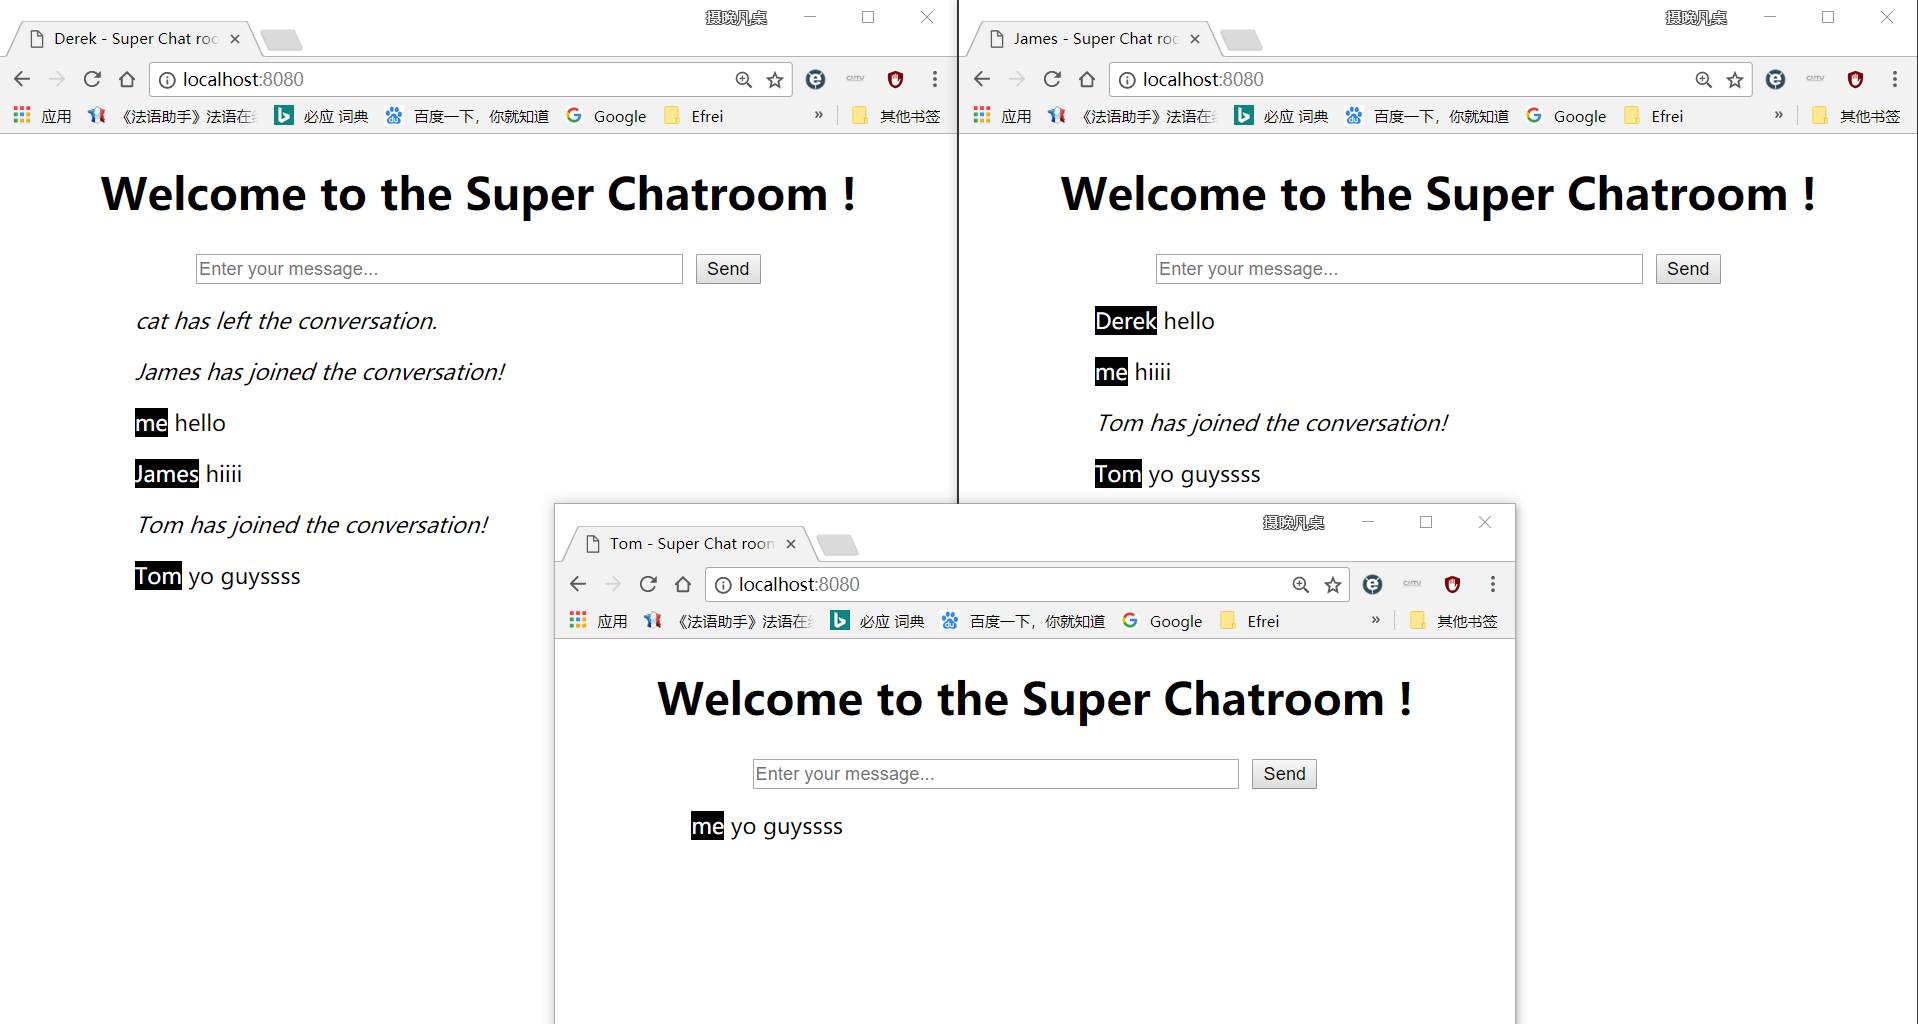 摄晚凡桌
Derek - Super Chat roo
localhost:8080
应用 《法语助手》法语在 必应 词典 百度一下，你就知道 Google Efrei » 其他书签
Welcome to the Super Chatroom !
Enter your message... Send
cat has left the conversation.
James has joined the conversation!
me hello
James hiiii
Tom has joined the conversation!
Tom yo guyssss
摄晚凡桌
James - Super Chat roo
localhost:8080
应用 《法语助手》法语在 必应 词典 百度一下，你就知道 Google Efrei » 其他书签
Welcome to the Super Chatroom !
Enter your message... Send
Derek hello
me hiiii
Tom has joined the conversation!
Tom yo guyssss
摄晚凡桌
Tom - Super Chat room
localhost:8080
应用 《法语助手》法语在 必应 词典 百度一下，你就知道 Google Efrei » 其他书签
Welcome to the Super Chatroom !
Enter your message... Send
me yo guyssss